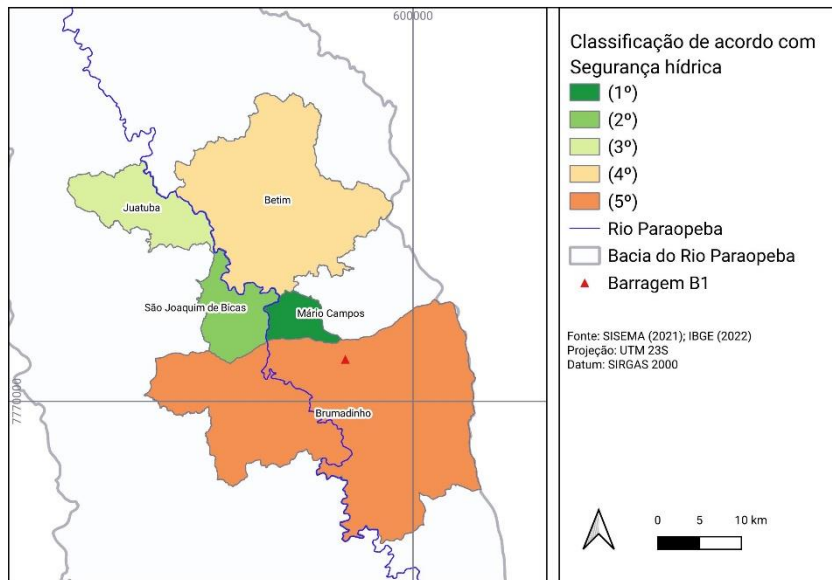 600000
7770000
Juatuba
Betim
São Joaquim de Bicas
Mário Campos
Brumadinho
Classificação de acordo com
Segurança hídrica
(1º)
(2º)
(3º)
(4º)
(5º)
Rio Paraopeba
Bacia do Rio Paraopeba
Barragem B1
Fonte: SISEMA (2021); IBGE (2022)
Projeção: UTM 23S
Datum: SIRGAS 2000
0 5 10 km